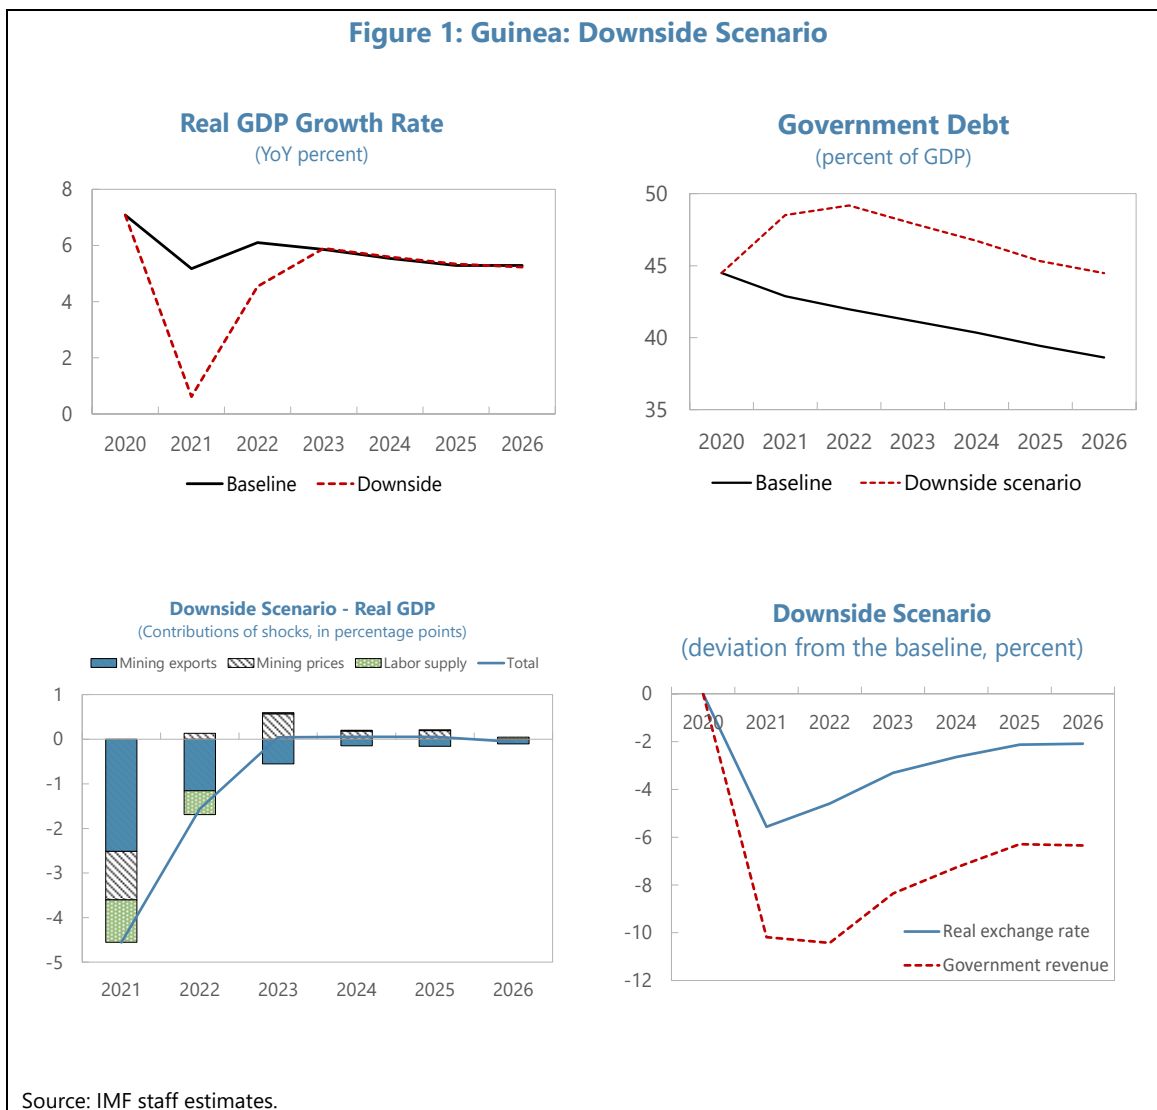 Figure 1: Guinea: Downside Scenario
Real GDP Growth Rate
(YoY percent)
8
6
4
2
0
2020 2021 2022 2023 2024 2025 2026
Baseline Downside
Government Debt
(percent of GDP)
50
45
40
35
2020 2021 2022 2023 2024 2025 2026
Baseline Downside scenario
Downside Scenario - Real GDP
(Contributions of shocks, in percentage points)
Mining exports Mining prices Labor supply Total
1
0
-1
-2
-3
-4
-5
2021 2022 2023 2024 2025 2026
Downside Scenario
(deviation from the baseline, percent)
0
2020 2021 2022 2023 2024 2025 2026
-2
-4
-6
-8
-10
-12
Real exchange rate
Government revenue
Source: IMF staff estimates.